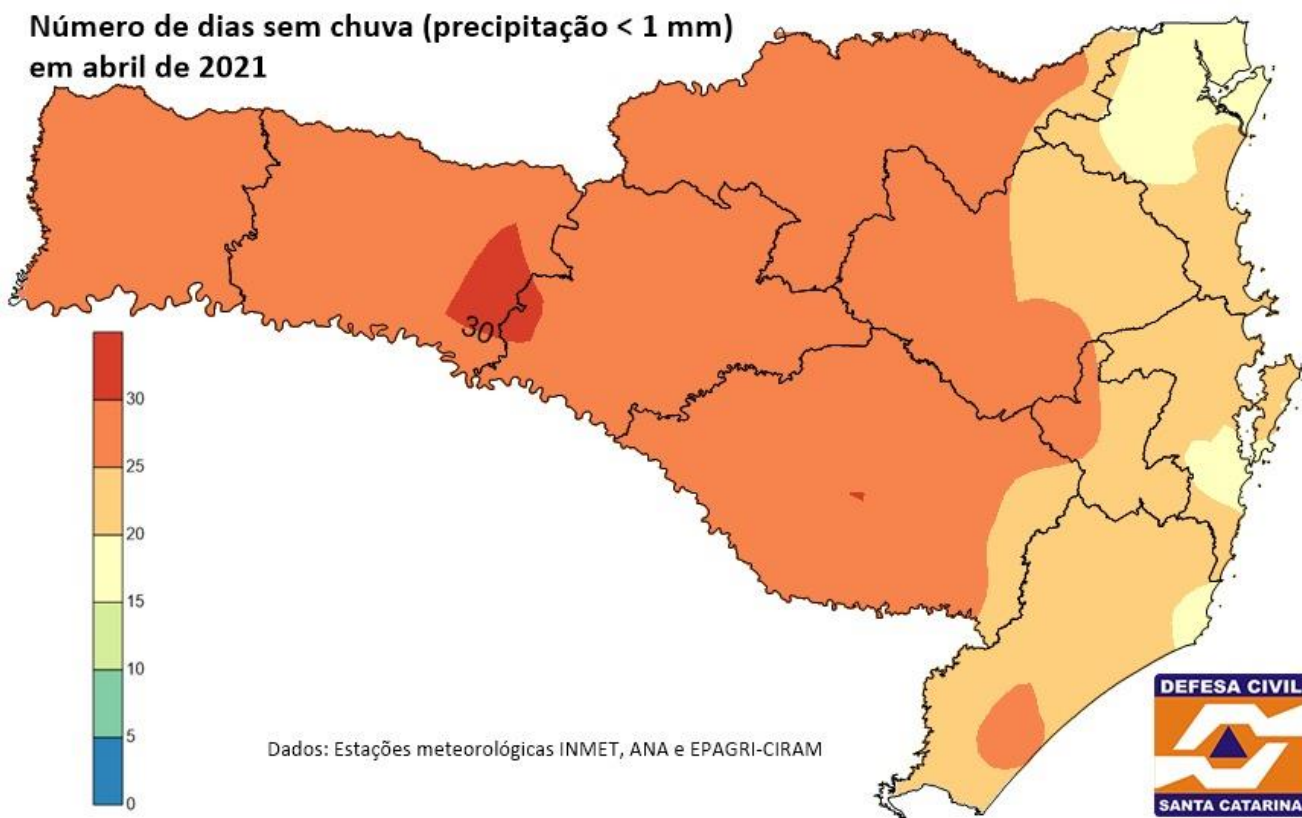 Número de dias sem chuva (precipitação < 1 mm)
em abril de 2021
30
30
25
20
15
10
5
0
Dados: Estações meteorológicas INMET, ANA e EPAGRI-CIRAM
DEFESA CIVIL
SANTA CATARINA